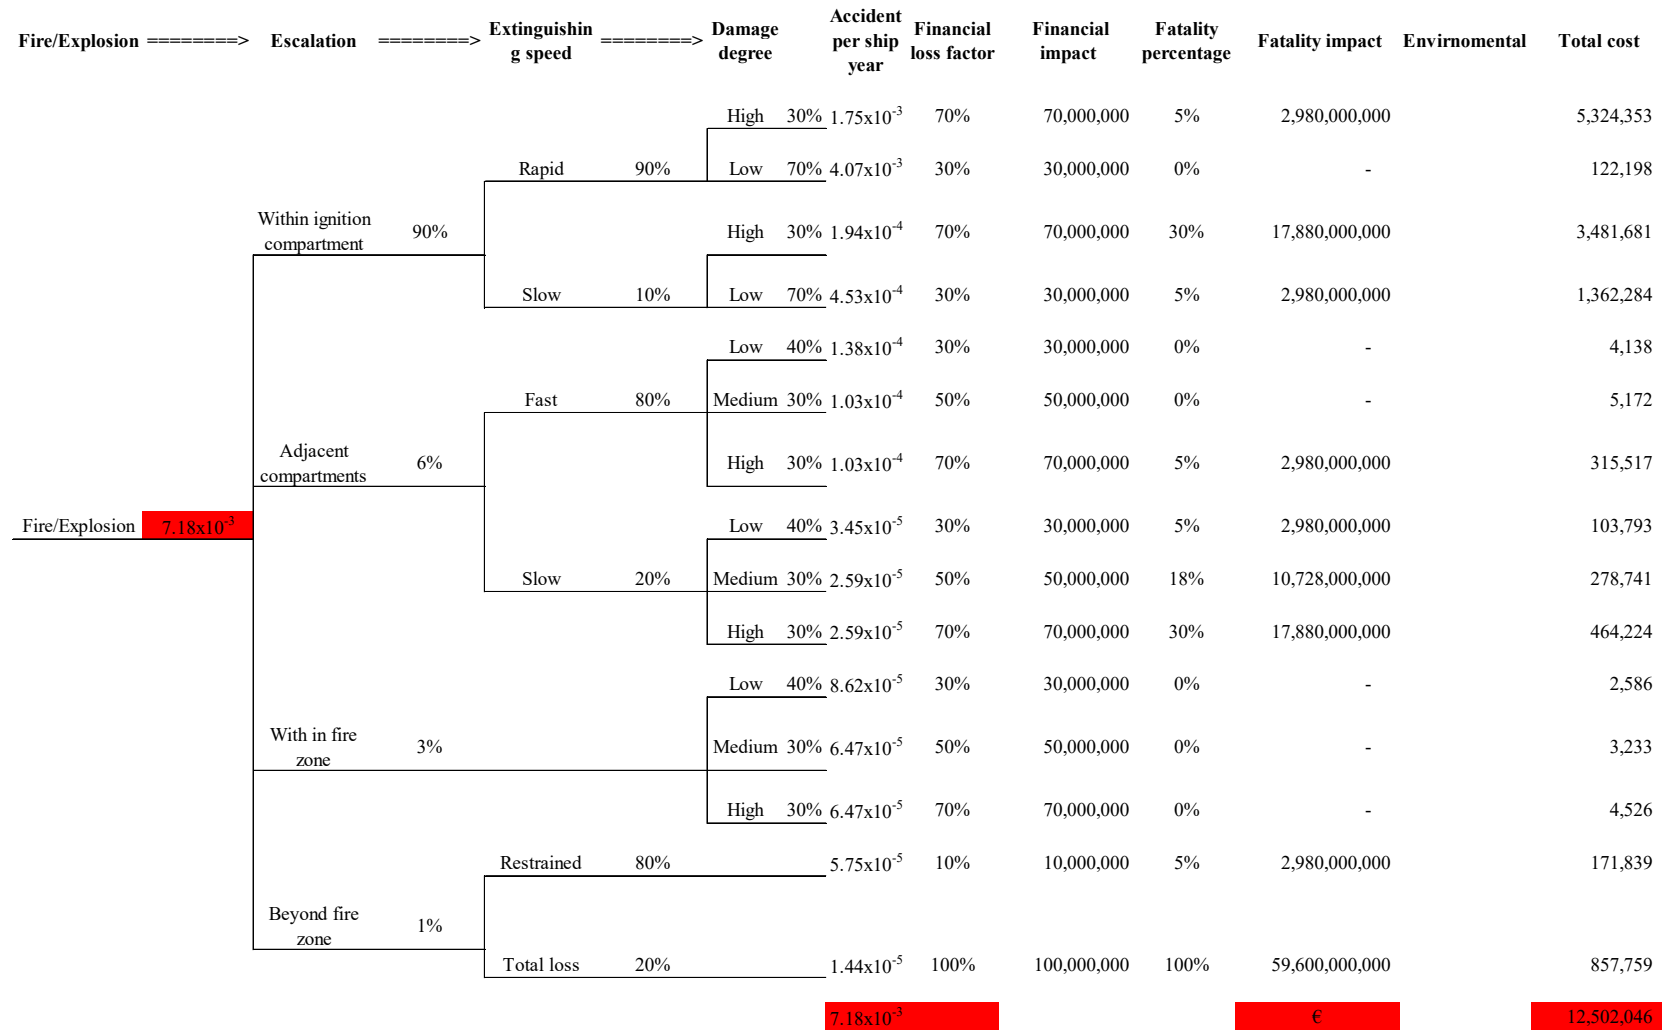 Fire/Explosion ========> Escalation ========> Extinguishin g speed ========> Damage degree Accident per ship year Financial loss factor Financial impact Fatality percentage Fatality impact Envirnomental Total cost
High 30% 1.75x10⁻³ 70% 70,000,000 5% 2,980,000,000 5,324,353
Rapid 90% Low 70% 4.07x10⁻³ 30% 30,000,000 0% - 122,198
Within ignition compartment 90% High 30% 1.94x10⁻⁴ 70% 70,000,000 30% 17,880,000,000 3,481,681
Slow 10% Low 70% 4.53x10⁻⁴ 30% 30,000,000 5% 2,980,000,000 1,362,284
Low 40% 1.38x10⁻⁴ 30% 30,000,000 0% - 4,138
Fast 80% Medium 30% 1.03x10⁻⁴ 50% 50,000,000 0% - 5,172
Adjacent compartments 6% High 30% 1.03x10⁻⁴ 70% 70,000,000 5% 2,980,000,000 315,517
Fire/Explosion 7.18x10⁻³ Low 40% 3.45x10⁻⁵ 30% 30,000,000 5% 2,980,000,000 103,793
Slow 20% Medium 30% 2.59x10⁻⁵ 50% 50,000,000 18% 10,728,000,000 278,741
High 30% 2.59x10⁻⁵ 70% 70,000,000 30% 17,880,000,000 464,224
Low 40% 8.62x10⁻⁵ 30% 30,000,000 0% - 2,586
With in fire zone 3% Medium 30% 6.47x10⁻⁵ 50% 50,000,000 0% - 3,233
High 30% 6.47x10⁻⁵ 70% 70,000,000 0% - 4,526
Restrained 80% 5.75x10⁻⁵ 10% 10,000,000 5% 2,980,000,000 171,839
Beyond fire zone 1%
Total loss 20% 1.44x10⁻⁵ 100% 100,000,000 100% 59,600,000,000 857,759
7.18x10⁻³ € 12,502,046